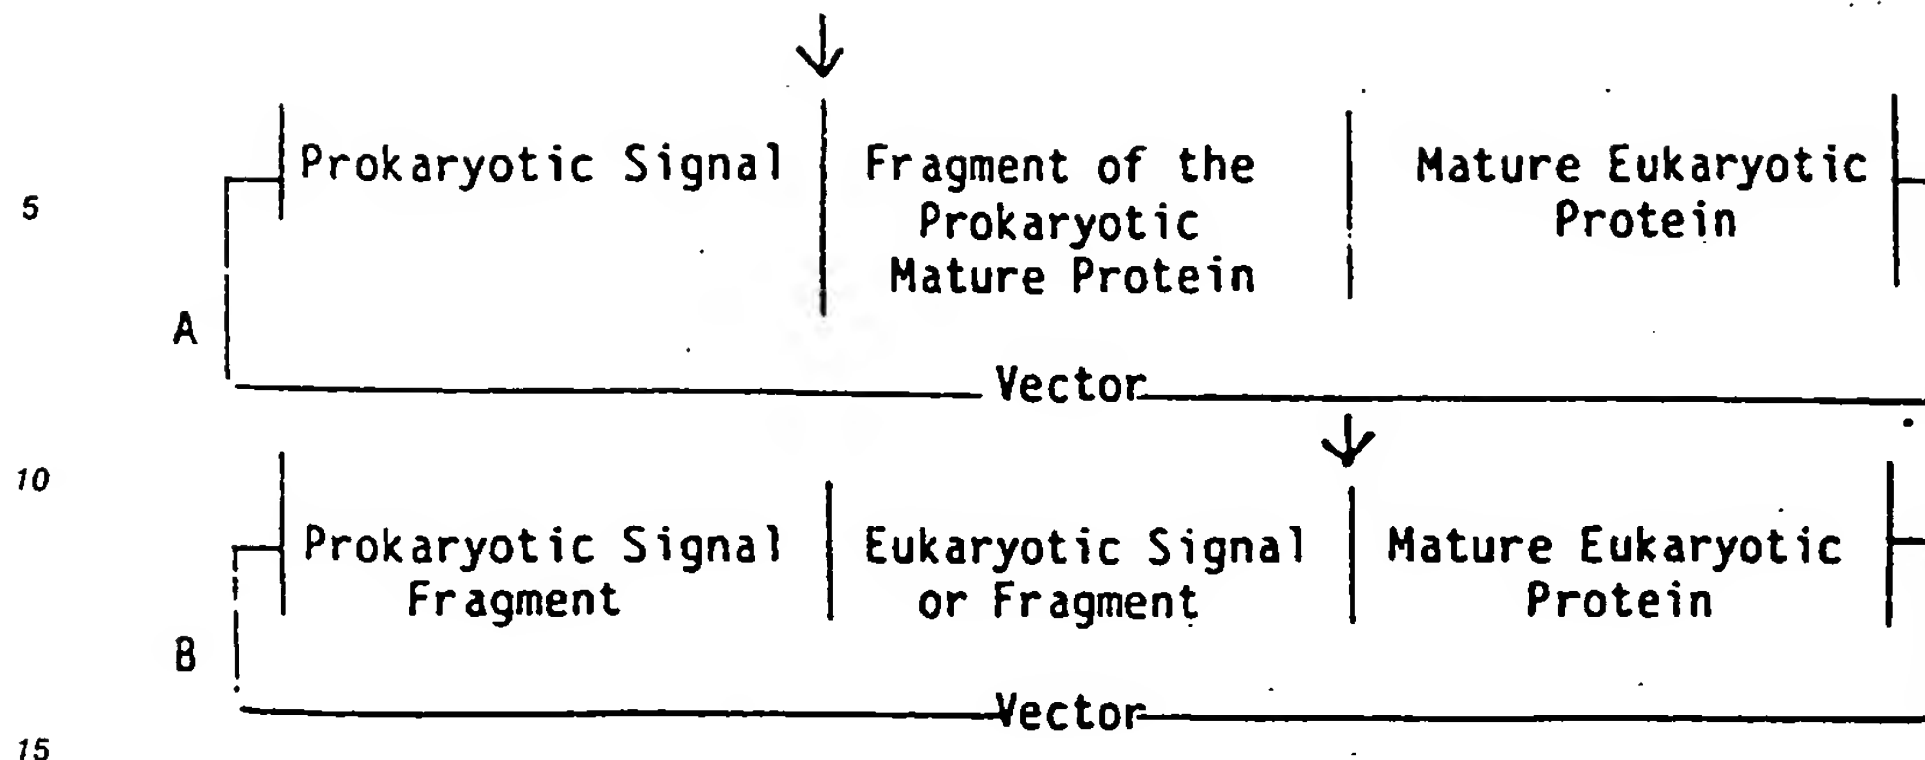 Prokaryotic Signal Fragment of the Mature Eukaryotic
5 Prokaryotic Protein
Mature Protein
A
Vector
10
Prokaryotic Signal Eukaryotic Signal Mature Eukaryotic
Fragment or Fragment Protein
B
Vector
15